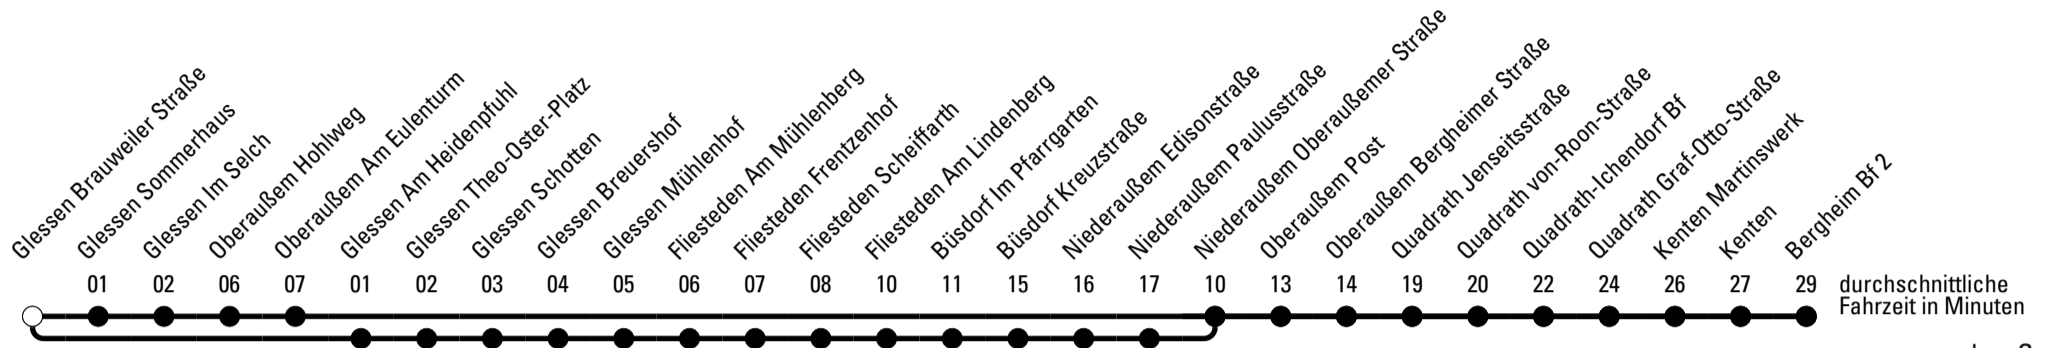 Glessen Brauweiler Straße
Glessen Sommerhaus
Glessen Im Selch
Oberaußem Hohlweg
Oberaußem Am Eulenturm
Glessen Am Heidenpfuhl
Glessen Theo-Oster-Platz
Glessen Schotten
Glessen Breuershof
Glessen Mühlenhof
Fliesteden Am Mühlenberg
Fliesteden Frentzenhof
Fliesteden Scheiffarth
Fliesteden Am Lindenberg
Büsdorf Im Pfarrgarten
Büsdorf Kreuzstraße
Niederaußem Edisonstraße
Niederaußem Paulusstraße
Niederaußem Oberaußemer Straße
Oberaußem Post
Oberaußem Bergheimer Straße
Quadrath Jenseitsstraße
Quadrath von-Roon-Straße
Quadrath-Ichendorf Bf
Quadrath Graf-Otto-Straße
Kenten Martinswerk
Kenten
Bergheim Bf 2
01 02 06 07 01 02 03 04 05 06 07 08 10 11 15 16 17 10 13 14 19 20 22 24 26 27 29 durchschnittliche
Fahrzeit in Minuten